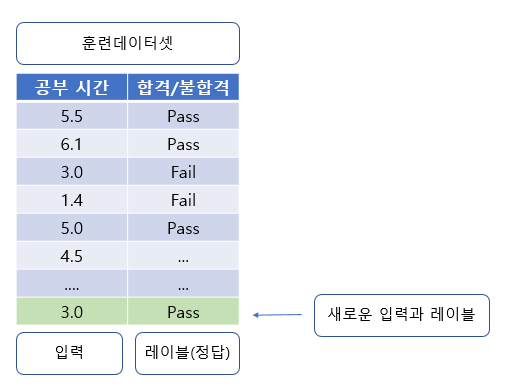 훈련데이터셋
공부 시간 합격/불합격
5.5 Pass
6.1 Pass
3.0 Fail
1.4 Fail
5.0 Pass
4.5 ...
.... ...
3.0 Pass
새로운 입력과 레이블
입력 레이블(정답)